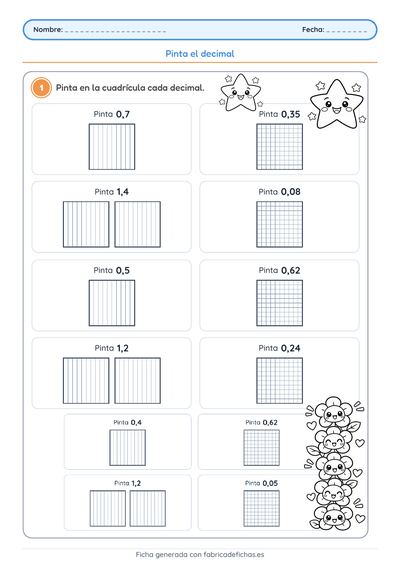 Nombre: Fecha:
Pinta el decimal
1 Pinta en la cuadrícula cada decimal.
Pinta 0,7 Pinta 0,35
Pinta 1,4 Pinta 0,08
Pinta 0,5 Pinta 0,62
Pinta 1,2 Pinta 0,24
Pinta 0,4 Pinta 0,62
Pinta 1,2 Pinta 0,05
Ficha generada con fabricadefichas.es